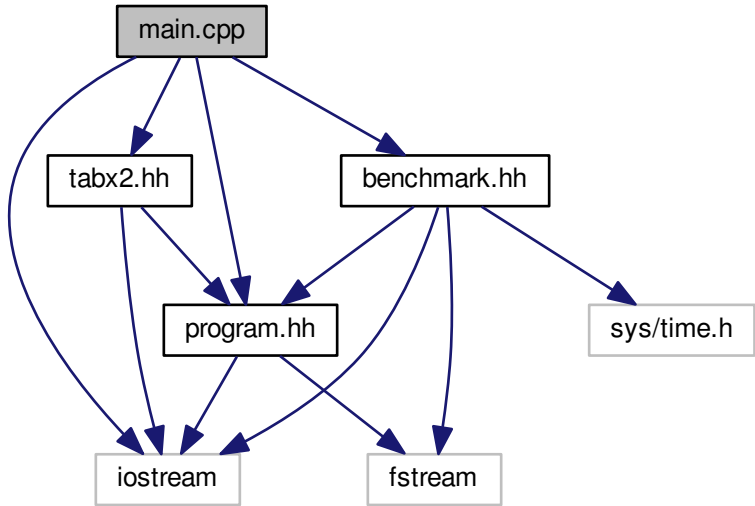 main.cpp
tabx2.hh
benchmark.hh
program.hh
sys/time.h
iostream
fstream